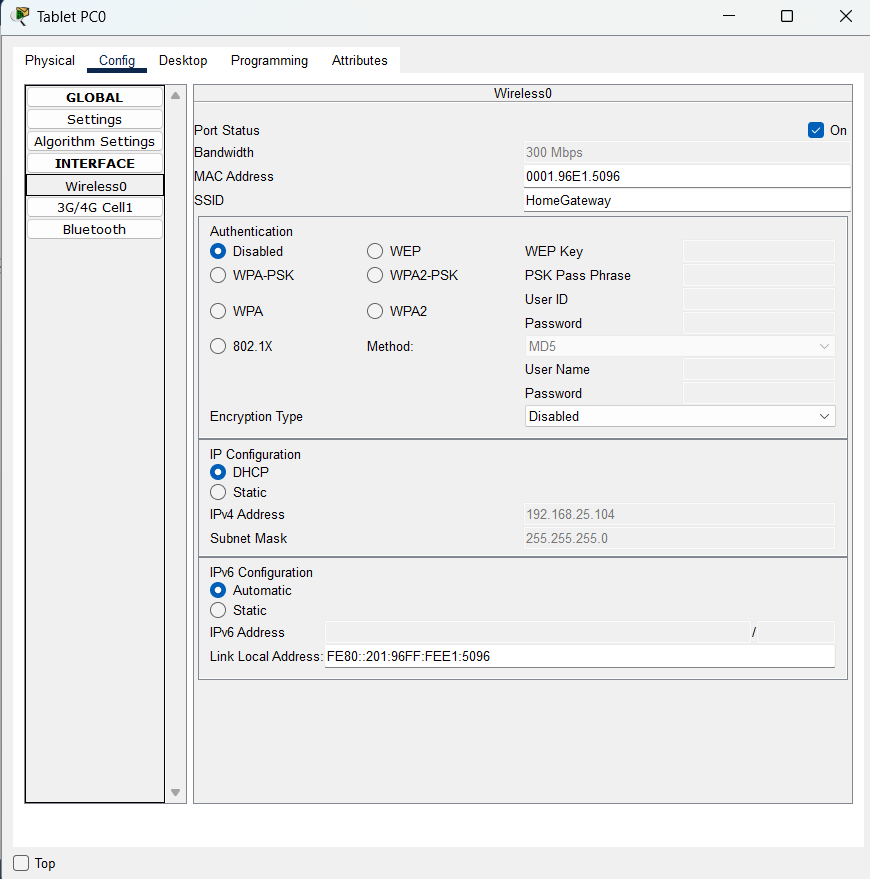 Tablet PC0
Physical Config Desktop Programming Attributes
GLOBAL
Settings
Algorithm Settings
INTERFACE
Wireless0
3G/4G Cell1
Bluetooth
Wireless0
Port Status On
Bandwidth 300 Mbps
MAC Address 0001.96E1.5096
SSID HomeGateway
Authentication
Disabled WEP WEP Key
WPA-PSK WPA2-PSK PSK Pass Phrase
User ID
WPA WPA2
Password
802.1X Method: MD5
User Name
Password
Encryption Type Disabled
IP Configuration
DHCP
Static
IPv4 Address 192.168.25.104
Subnet Mask 255.255.255.0
IPv6 Configuration
Automatic
Static
IPv6 Address /
Link Local Address: FE80::201:96FF:FEE1:5096
Top